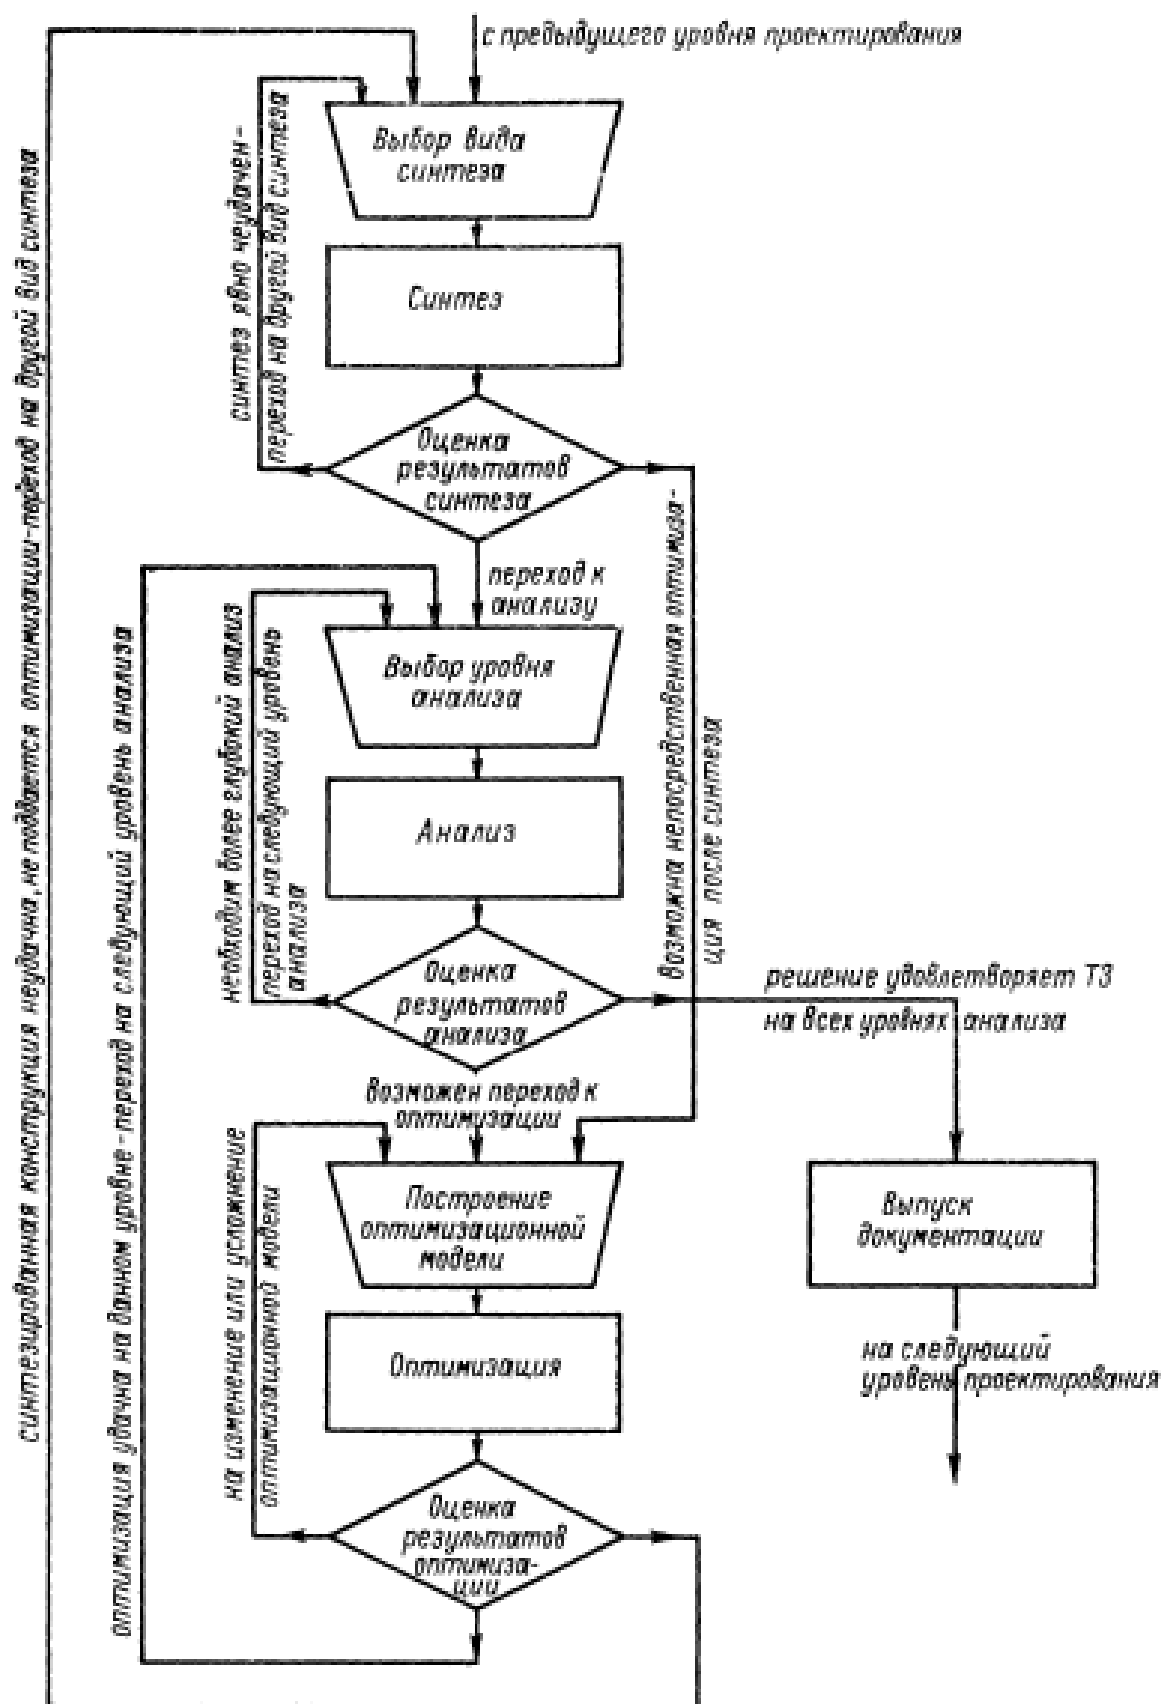 с предыдущего уровня проектирования
Выбор вида
синтеза
синтез явно неудачен-
переход на другой вид синтеза
Синтез
Оценка
результатов
синтеза
синтезированная конструкция неудачна, не поддается оптимизации-переход на другой вид синтеза
переход к
анализу
Возможна непосредственная оптимиза-
ция после синтеза
Выбор уровня
анализа
необходим более глубокий анализ
переход на следующий уровень
анализа
оптимизация удачна на данном уровне-переход на следующий уровень анализа
Анализ
Оценка
результатов
анализа
решение удовлетворяет ТЗ
на всех уровнях анализа
возможен переход к
оптимизации
Построение
оптимизационной
модели
на изменение или усложнение
оптимизационной модели
Выпуск
документации
Оптимизация
на следующий
уровень проектирования
Оценка
результатов
оптимиза-
ции